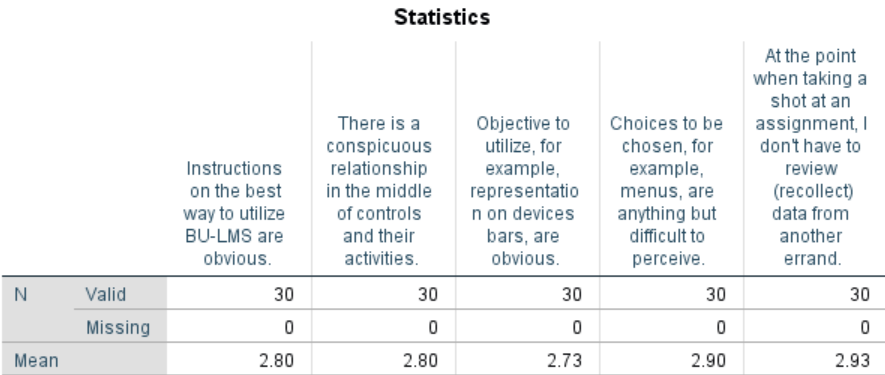 Statistics
Instructions
on the best
way to utilize
BU-LMS are
obvious.
There is a
conspicuous
relationship
in the middle
of controls
and their
activities.
Objective to
utilize, for
example,
representatio
n on devices
bars, are
obvious.
Choices to be
chosen, for
example,
menus, are
anything but
difficult to
perceive.
At the point
when taking a
shot at an
assignment, I
don't have to
review
(recollect)
data from
another
errand.
N Valid 30 30 30 30 30
Missing 0 0 0 0 0
Mean 2.80 2.80 2.73 2.90 2.93